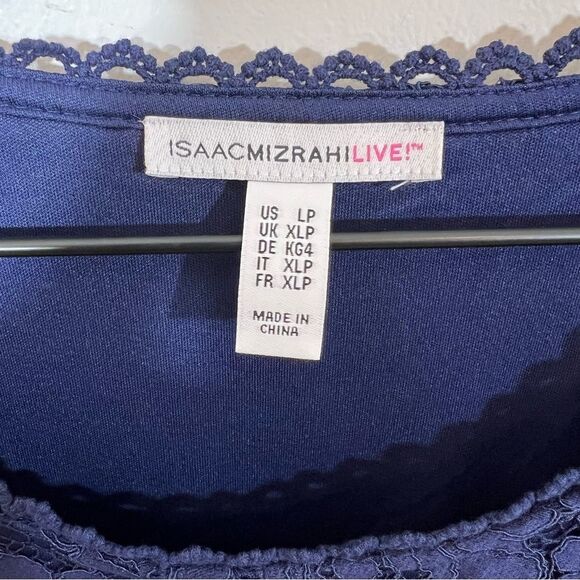 ISAACMIZRAHILIVE!™
US LP
UK XLP
DE KG4
IT XLP
FR XLP
MADE IN
CHINA